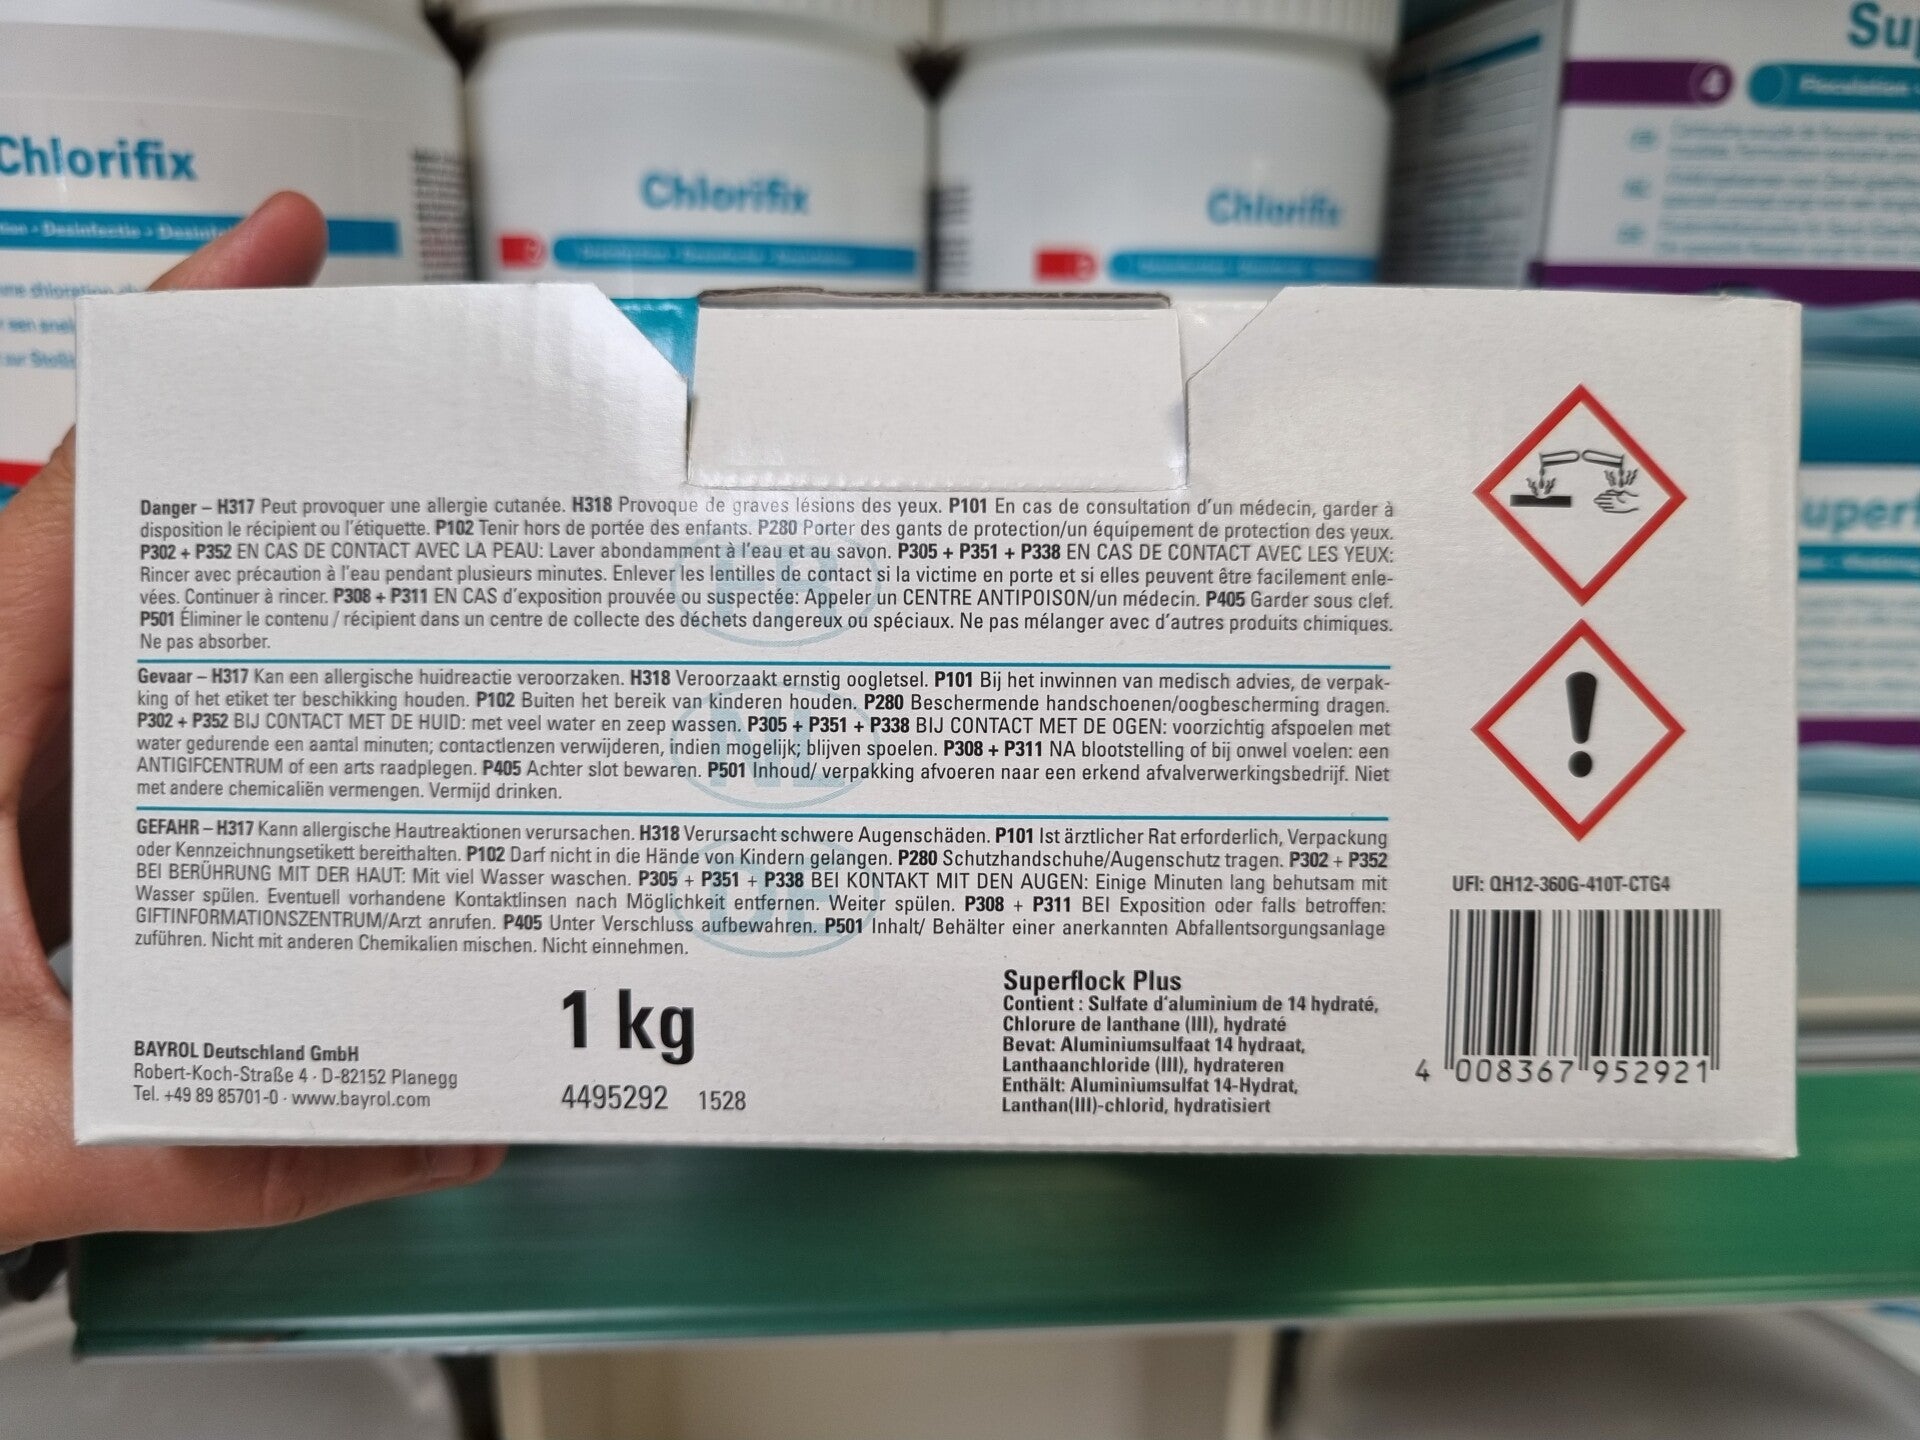 Chlorifix
Chlorifix
Chlorifix
Danger – H317 Peut provoquer une allergie cutanée. H318 Provoque de graves lésions des yeux. P101 En cas de consultation d'un médecin, garder à
disposition le récipient ou l'étiquette. P102 Tenir hors de portée des enfants. P280 Porter des gants de protection/un équipement de protection des yeux.
P302 + P352 EN CAS DE CONTACT AVEC LA PEAU: Laver abondamment à l'eau et au savon. P305 + P351 + P338 EN CAS DE CONTACT AVEC LES YEUX:
Rincer avec précaution à l'eau pendant plusieurs minutes. Enlever les lentilles de contact si la victime en porte et si elles peuvent être facilement enle-
vées. Continuer à rincer. P308 + P311 EN CAS d'exposition prouvée ou suspectée: Appeler un CENTRE ANTIPOISON/un médecin. P405 Garder sous clef.
P501 Éliminer le contenu / récipient dans un centre de collecte des déchets dangereux ou spéciaux. Ne pas mélanger avec d'autres produits chimiques.
Ne pas absorber.
FR
Gevaar – H317 Kan een allergische huidreactie veroorzaken. H318 Veroorzaakt ernstig oogletsel. P101 Bij het inwinnen van medisch advies, de verpak-
king of het etiket ter beschikking houden. P102 Buiten het bereik van kinderen houden. P280 Beschermende handschoenen/oogbescherming dragen.
P302 + P352 BIJ CONTACT MET DE HUID: met veel water en zeep wassen. P305 + P351 + P338 BIJ CONTACT MET DE OGEN: voorzichtig afspoelen met
water gedurende een aantal minuten; contactlenzen verwijderen, indien mogelijk; blijven spoelen. P308 + P311 NA blootstelling of bij onwel voelen: een
ANTIGIFCENTRUM of een arts raadplegen. P405 Achter slot bewaren. P501 Inhoud/ verpakking afvoeren naar een erkend afvalverwerkingsbedrijf. Niet
met andere chemicaliën vermengen. Vermijd drinken.
NL
GEFAHR – H317 Kann allergische Hautreaktionen verursachen. H318 Verursacht schwere Augenschäden. P101 Ist ärztlicher Rat erforderlich, Verpackung
oder Kennzeichnungsetikett bereithalten. P102 Darf nicht in die Hände von Kindern gelangen. P280 Schutzhandschuhe/Augenschutz tragen. P302 + P352
BEI BERÜHRUNG MIT DER HAUT: Mit viel Wasser waschen. P305 + P351 + P338 BEI KONTAKT MIT DEN AUGEN: Einige Minuten lang behutsam mit
Wasser spülen. Eventuell vorhandene Kontaktlinsen nach Möglichkeit entfernen. Weiter spülen. P308 + P311 BEI Exposition oder falls betroffen:
GIFTINFORMATIONSZENTRUM/Arzt anrufen. P405 Unter Verschluss aufbewahren. P501 Inhalt/ Behälter einer anerkannten Abfallentsorgungsanlage
zuführen. Nicht mit anderen Chemikalien mischen. Nicht einnehmen.
DE
BAYROL Deutschland GmbH
Robert-Koch-Straße 4 · D-82152 Planegg
Tel. +49 89 85701-0 · www.bayrol.com
1 kg
4495292 1528
Superflock Plus
Contient : Sulfate d'aluminium de 14 hydraté,
Chlorure de lanthane (III), hydraté
Bevat: Aluminiumsulfaat 14 hydraat,
Lanthaanchloride (III), hydrateren
Enthält: Aluminiumsulfat 14-Hydrat,
Lanthan(III)-chlorid, hydratisiert
UFI: QH12-360G-410T-CTG4
4 008367 952921